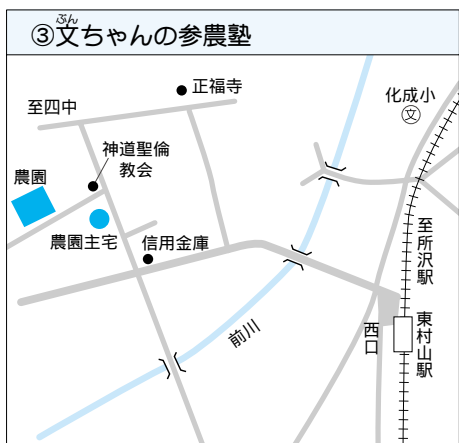 ③文ちゃんの参農塾
ぶん
正福寺
化成小
文
至四中
神道聖倫
教会
農園
農園主宅
信用金庫
至所沢駅
前川
西口
東村山駅